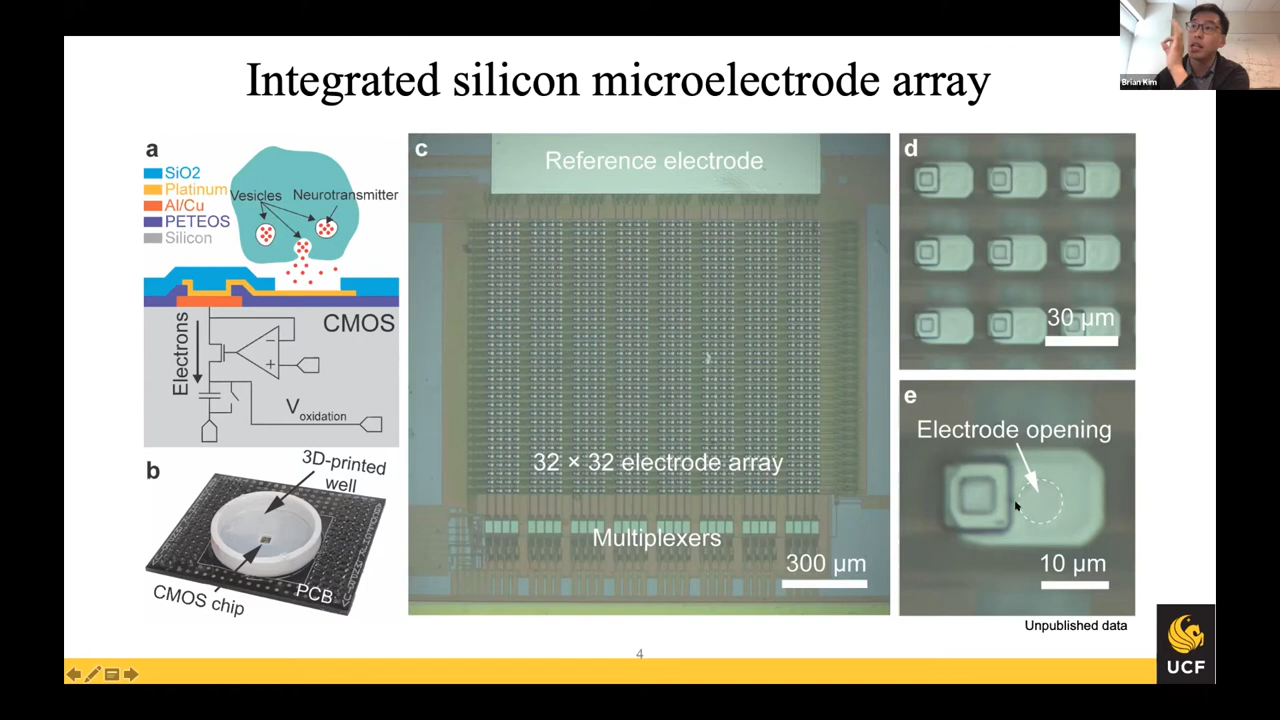 Integrated silicon microelectrode array
Brian Kim
a
SiO2
Platinum
Al/Cu
PETEOS
Silicon
Vesicles
Neurotransmitter
CMOS
Electrons
−
+
Voxidation
b
3D-printed
well
CMOS chip
PCB
c
Reference electrode
32 × 32 electrode array
Multiplexers
300 µm
d
30 µm
e
Electrode opening
10 µm
Unpublished data
4
UCF